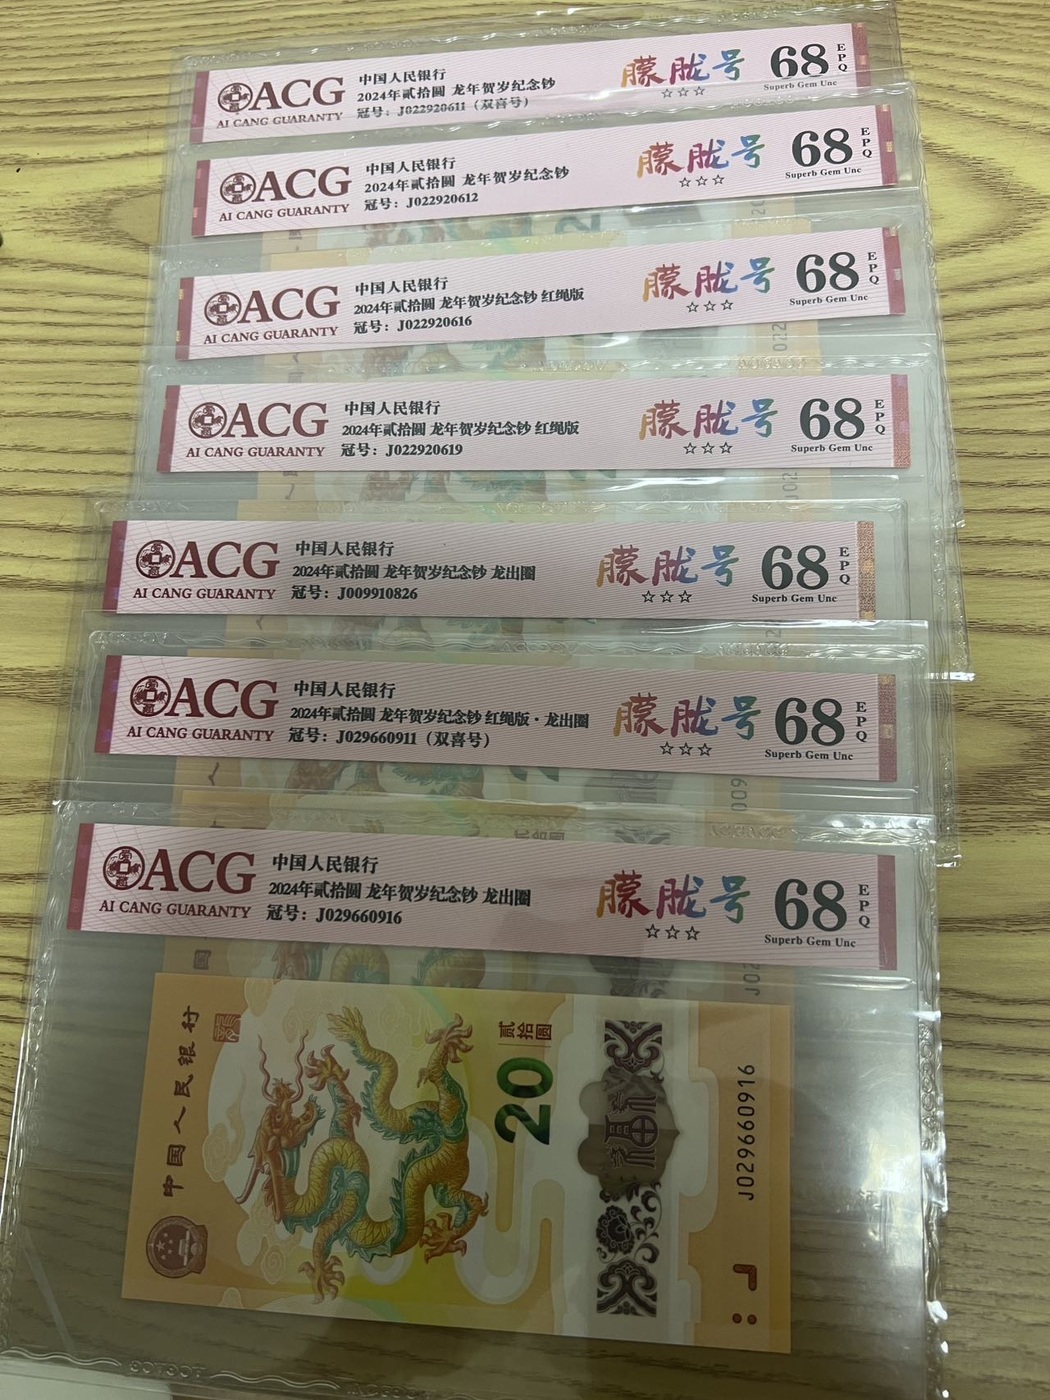 ACG
AI CANG GUARANTY
中国人民银行
2024年贰拾圆 龙年贺岁纪念钞
冠号：J022920611（双喜号）
朦胧号
☆☆☆
68
EPQ
Superb Gem Unc
ACG
AI CANG GUARANTY
中国人民银行
2024年贰拾圆 龙年贺岁纪念钞
冠号：J022920612
朦胧号
☆☆☆
68
EPQ
Superb Gem Unc
ACG
AI CANG GUARANTY
中国人民银行
2024年贰拾圆 龙年贺岁纪念钞 红绳版
冠号：J022920616
朦胧号
☆☆☆
68
EPQ
Superb Gem Unc
ACG
AI CANG GUARANTY
中国人民银行
2024年贰拾圆 龙年贺岁纪念钞 红绳版
冠号：J022920619
朦胧号
☆☆☆
68
EPQ
Superb Gem Unc
ACG
AI CANG GUARANTY
中国人民银行
2024年贰拾圆 龙年贺岁纪念钞 龙出圈
冠号：J009910826
朦胧号
☆☆☆
68
EPQ
Superb Gem Unc
ACG
AI CANG GUARANTY
中国人民银行
2024年贰拾圆 龙年贺岁纪念钞 红绳版·龙出圈
冠号：J029660911（双喜号）
朦胧号
☆☆☆
68
EPQ
Superb Gem Unc
ACG
AI CANG GUARANTY
中国人民银行
2024年贰拾圆 龙年贺岁纪念钞 龙出圈
冠号：J029660916
朦胧号
☆☆☆
68
EPQ
Superb Gem Unc
中国人民银行
贰拾圆
20
J029660916